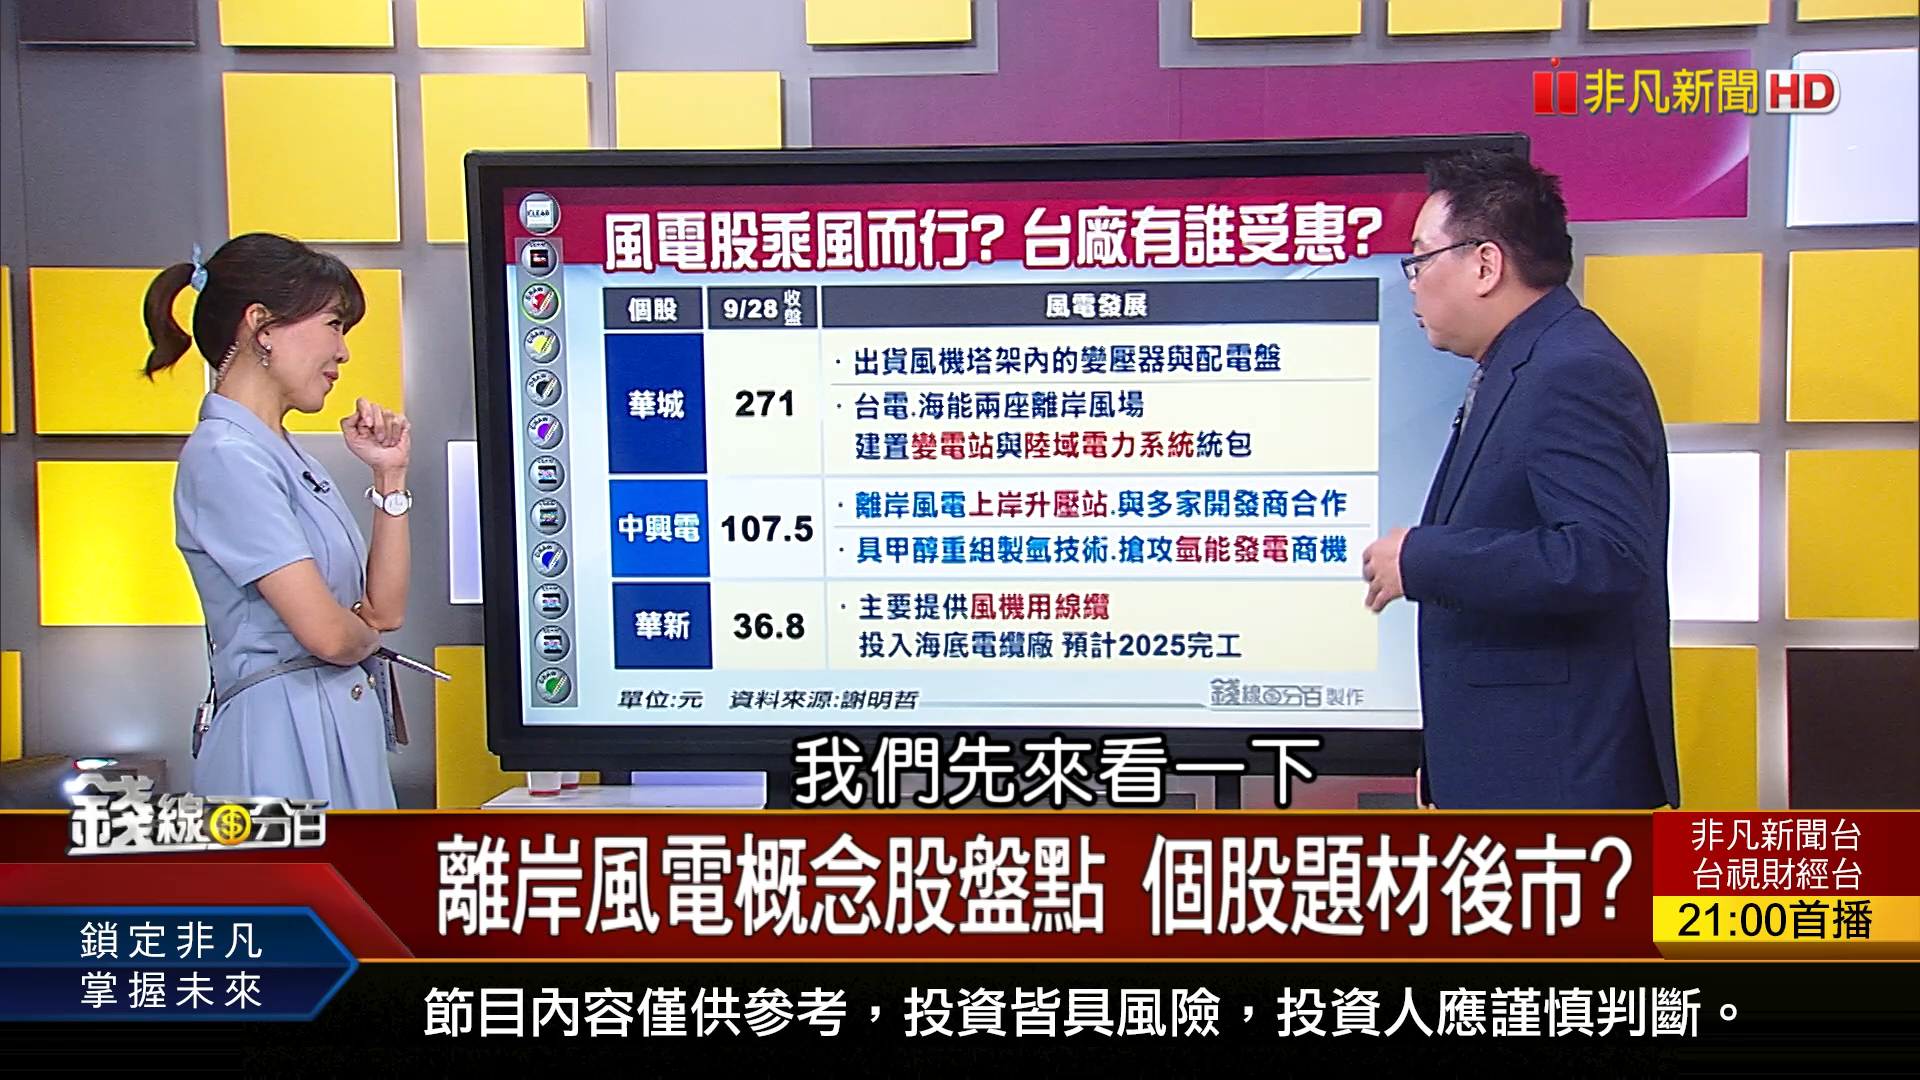 非凡新聞HD
風電股乘風而行? 台廠有誰受惠?
個股 9/28收盤 風電發展
華城 271
·出貨風機塔架內的變壓器與配電盤
·台電.海能兩座離岸風場
建置變電站與陸域電力系統統包
中興電 107.5
·離岸風電上岸升壓站.與多家開發商合作
·具甲醇重組製氫技術.搶攻氫能發電商機
華新 36.8
·主要提供風機用線纜
投入海底電纜廠 預計2025完工
單位:元 資料來源:謝明哲
錢線百分百製作
我們先來看一下
錢線百分百
離岸風電概念股盤點 個股題材後市?
非凡新聞台
台視財經台
21:00首播
鎖定非凡
掌握未來
節目內容僅供參考，投資皆具風險，投資人應謹慎判斷。